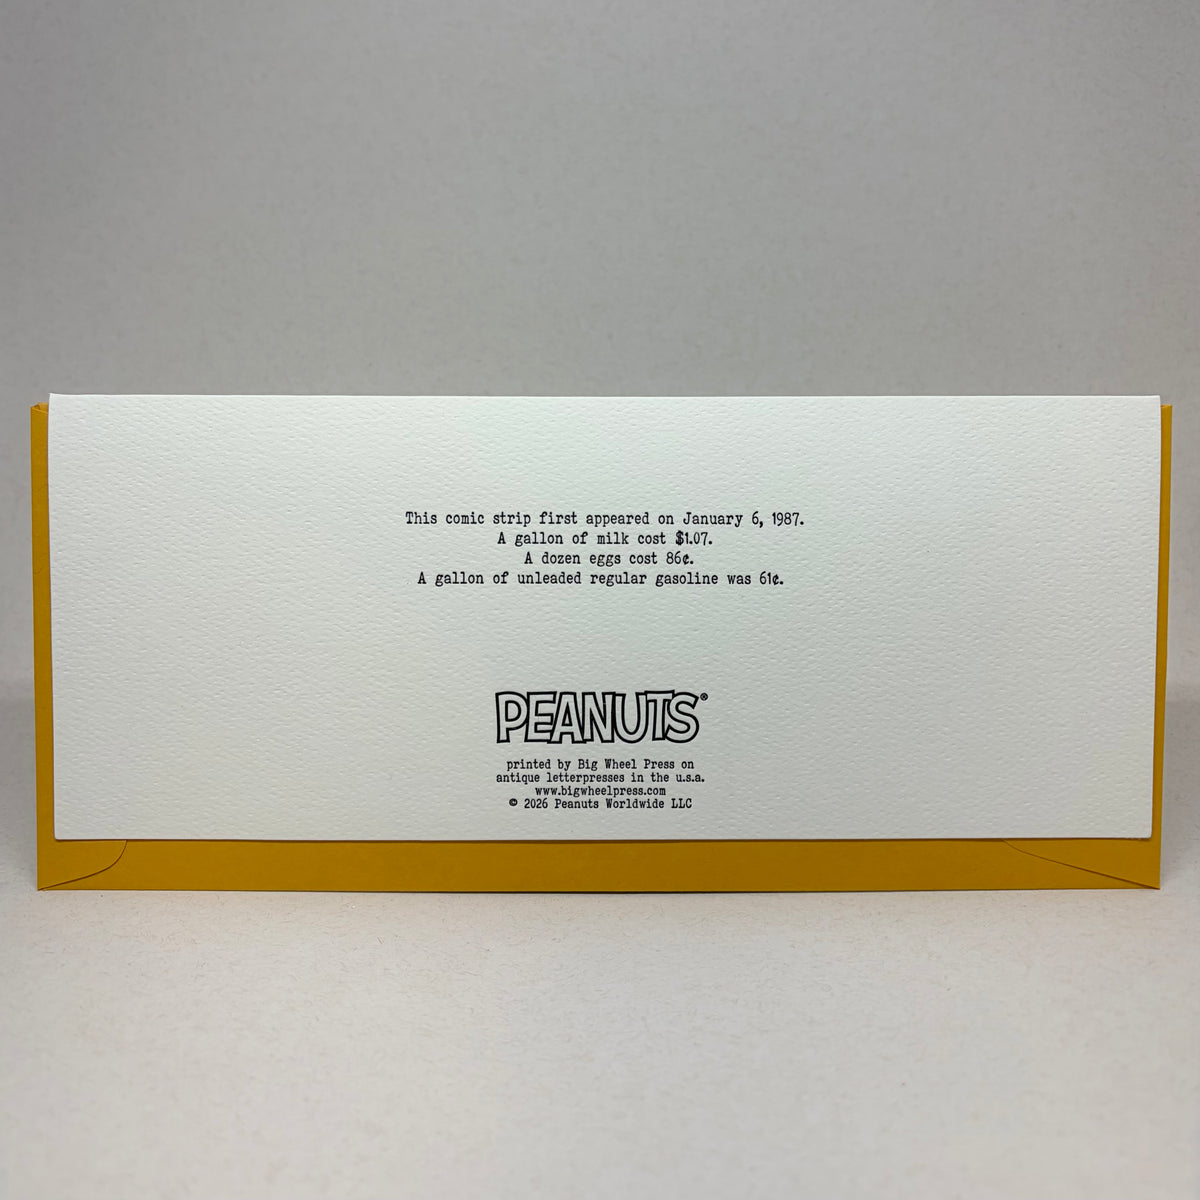 This comic strip first appeared on January 6, 1987.
A gallon of milk cost $1.07.
A dozen eggs cost 86¢.
A gallon of unleaded regular gasoline was 61¢.
PEANUTS®
printed by Big Wheel Press on
antique letterpresses in the u.s.a.
www.bigwheelpress.com
© 2026 Peanuts Worldwide LLC